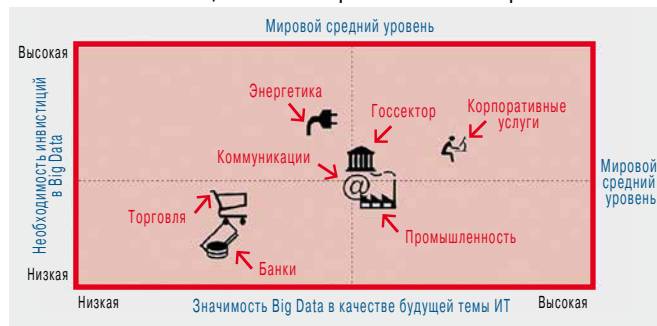 Мировой средний уровень
Высокая
Необходимость инвестиций
в Big Data
Энергетика
Госсектор
Корпоративные
услуги
Коммуникации
@
Мировой
средний
уровень
Торговля
Промышленность
Банки
Низкая
Низкая
Значимость Big Data в качестве будущей темы ИТ
Высокая